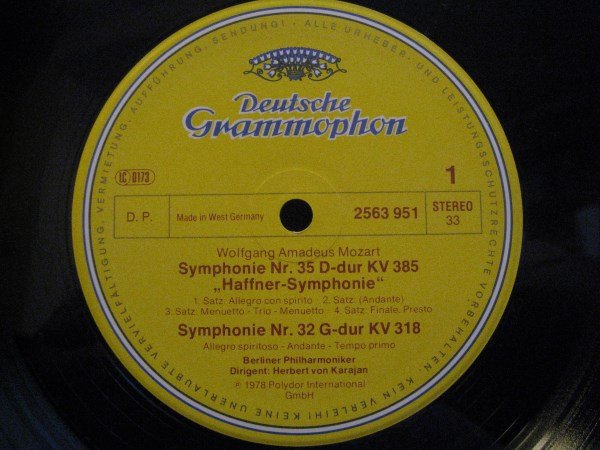 KEIN VERLEIH! KEINE UNERLAUBTE VERVIELFÄLTIGUNG, VERMIETUNG, AUFFÜHRUNG, SENDUNG! · ALLE URHEBER- UND LEISTUNGSSCHUTZRECHTE VORBEHALTEN.
Deutsche
Grammophon
LC 0173
1
D. P.
Made in West Germany
2563 951
STEREO
33
Wolfgang Amadeus Mozart
Symphonie Nr. 35 D-dur KV 385
„Haffner-Symphonie“
1. Satz: Allegro con spirito 2. Satz: (Andante)
3. Satz: Menuetto - Trio - Menuetto 4. Satz: Finale. Presto
Symphonie Nr. 32 G-dur KV 318
Allegro spiritoso - Andante - Tempo primo
Berliner Philharmoniker
Dirigent: Herbert von Karajan
℗ 1978 Polydor International
GmbH